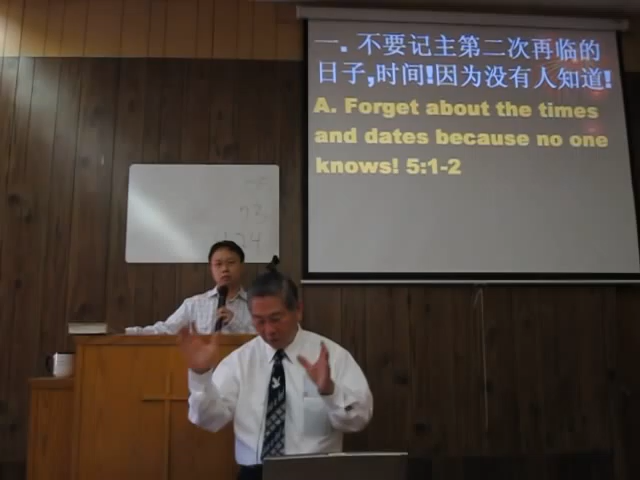 一. 不要记主第二次再临的
日子,时间!因为没有人知道!
A. Forget about the times
and dates because no one
knows! 5:1-2